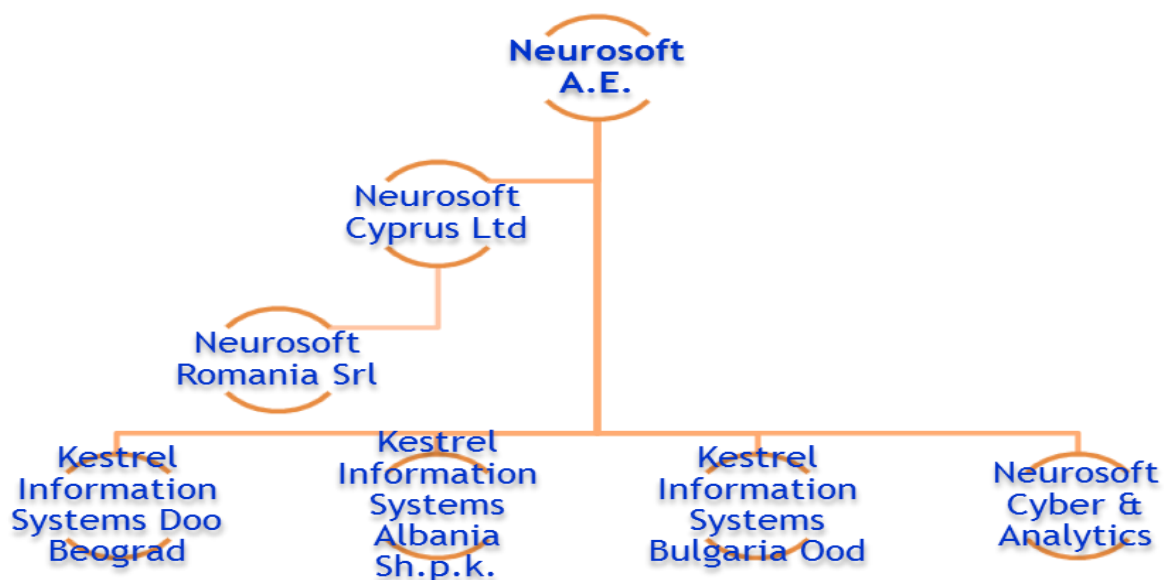 Neurosoft
A.E.
Neurosoft
Cyprus Ltd
Neurosoft
Romania Srl
Kestrel
Information
Systems Doo
Beograd
Kestrel
Information
Systems
Albania
Sh.p.k.
Kestrel
Information
Systems
Bulgaria Ood
Neurosoft
Cyber &
Analytics